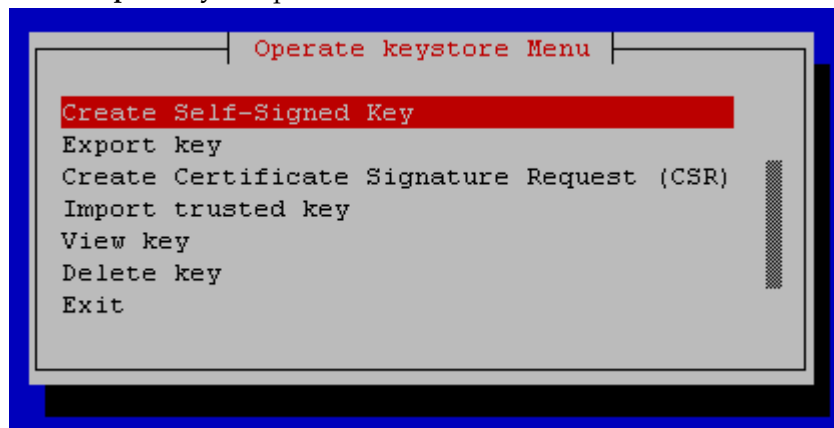 Operate keystore Menu
Create Self-Signed Key
Export key
Create Certificate Signature Request (CSR)
Import trusted key
View key
Delete key
Exit